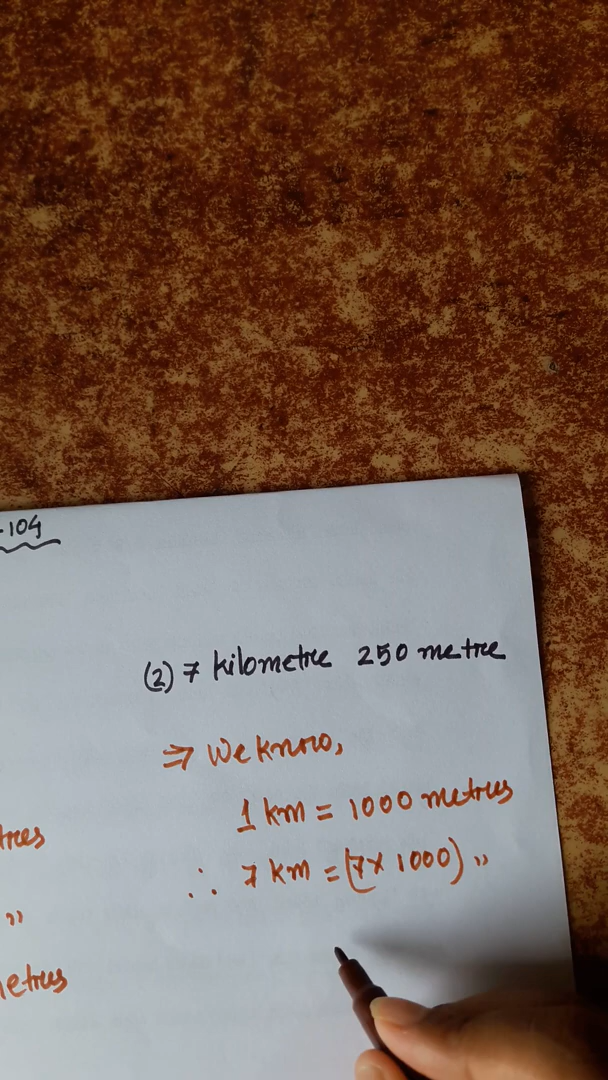 -104
(2) 7 kilometre 250 metre
⇒ We know,
1 km = 1000 metres
∴ 7 km = (7× 1000) "
tres
"
etres